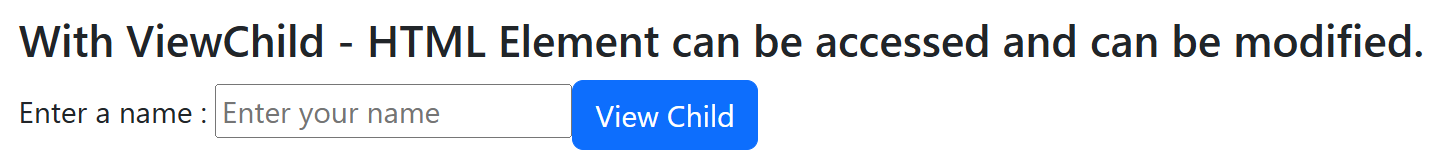 With ViewChild - HTML Element can be accessed and can be modified.
Enter a name : Enter your name View Child